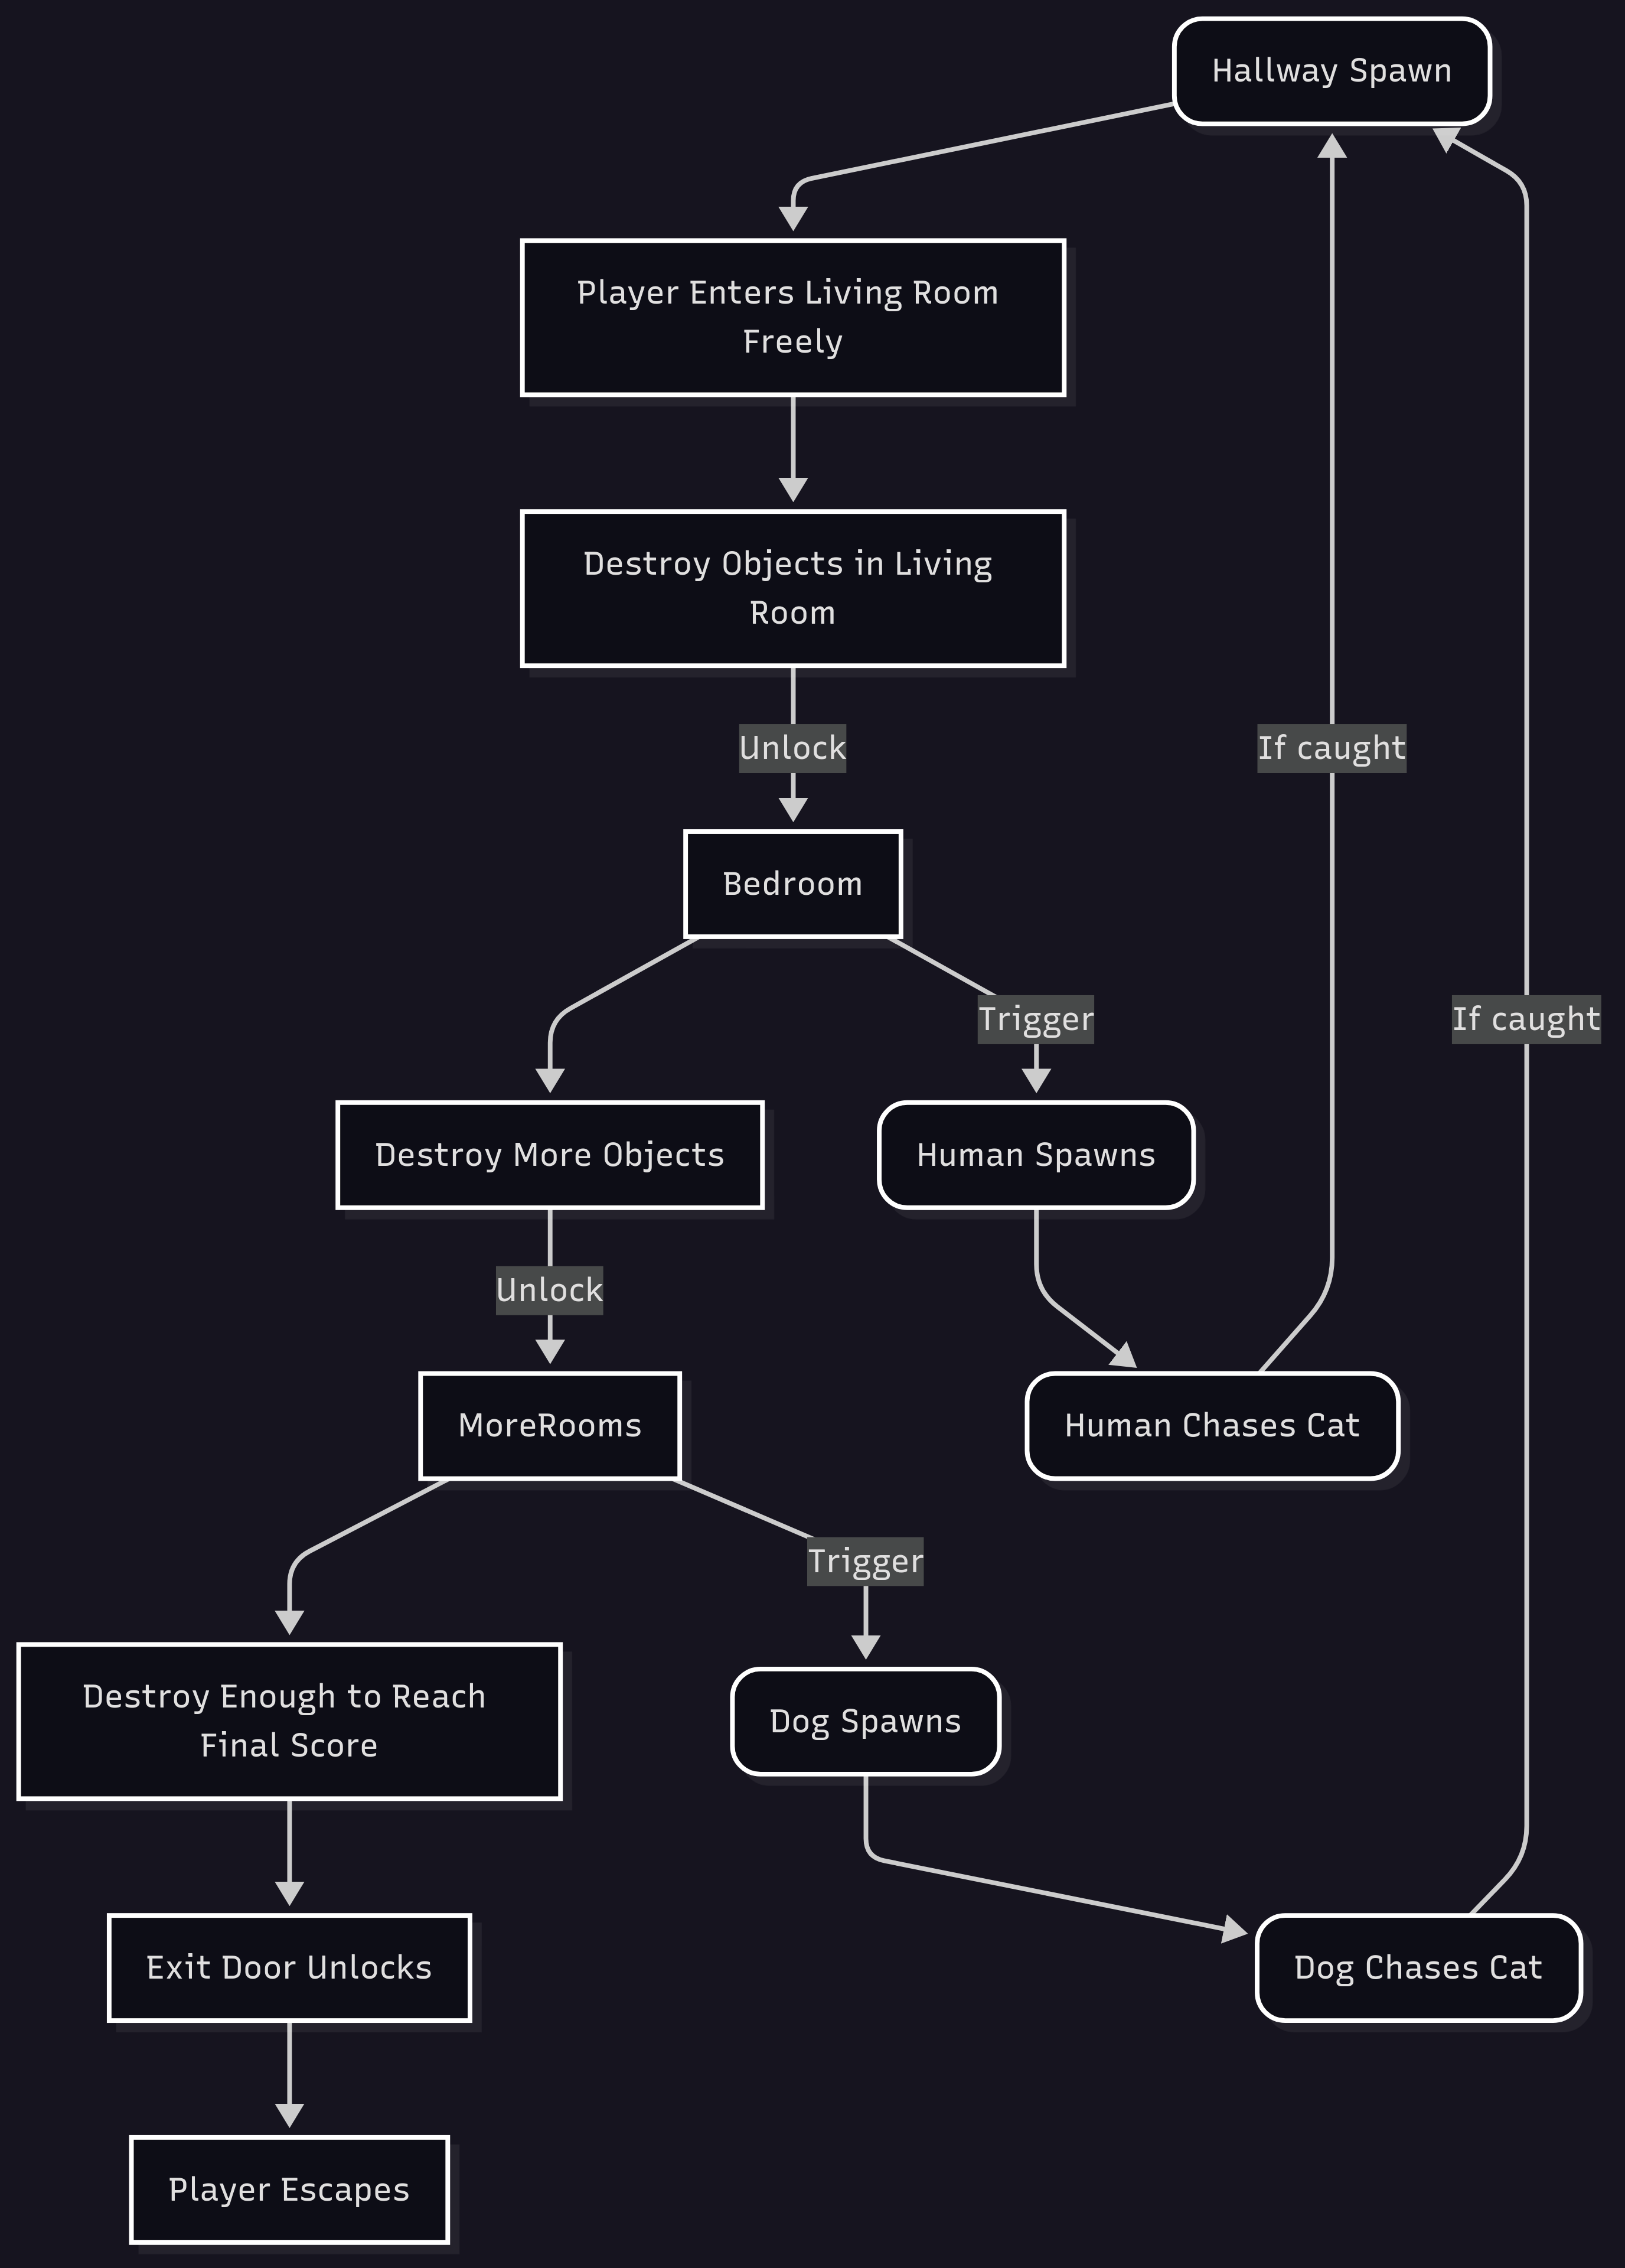 Hallway Spawn
Player Enters Living Room
Freely
Destroy Objects in Living
Room
Unlock
If caught
Bedroom
Trigger
If caught
Destroy More Objects
Human Spawns
Unlock
MoreRooms
Human Chases Cat
Trigger
Destroy Enough to Reach
Final Score
Dog Spawns
Exit Door Unlocks
Dog Chases Cat
Player Escapes